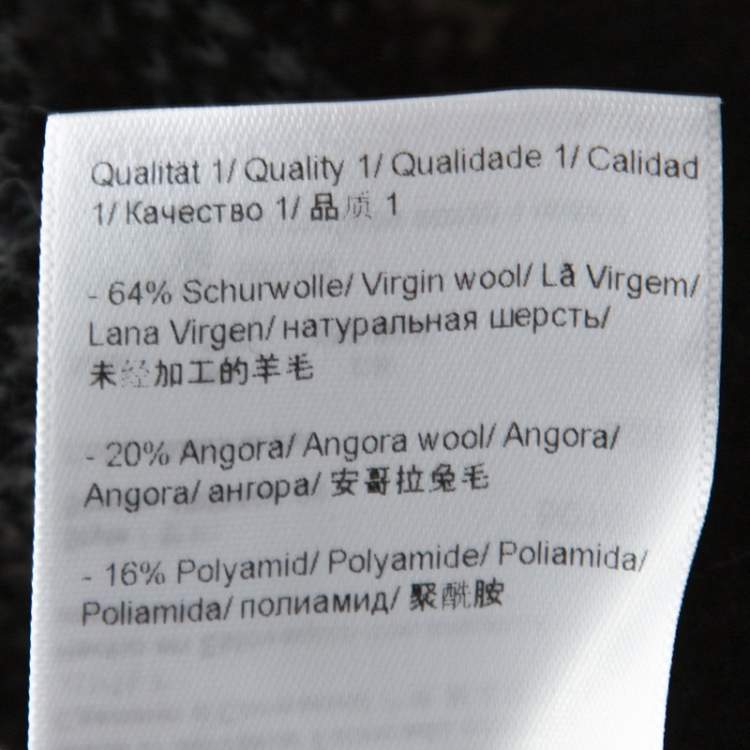 Qualität 1/ Quality 1/ Qualidade 1/ Calidad
1/ Качество 1/ 品质 1
- 64% Schurwolle/ Virgin wool/ Lã Virgem/
Lana Virgen/ натуральная шерсть/
未经加工的羊毛
- 20% Angora/ Angora wool/ Angora/
Angora/ ангора/ 安哥拉兔毛
- 16% Polyamid/ Polyamide/ Poliamida/
Poliamida/ полиамид/ 聚酰胺